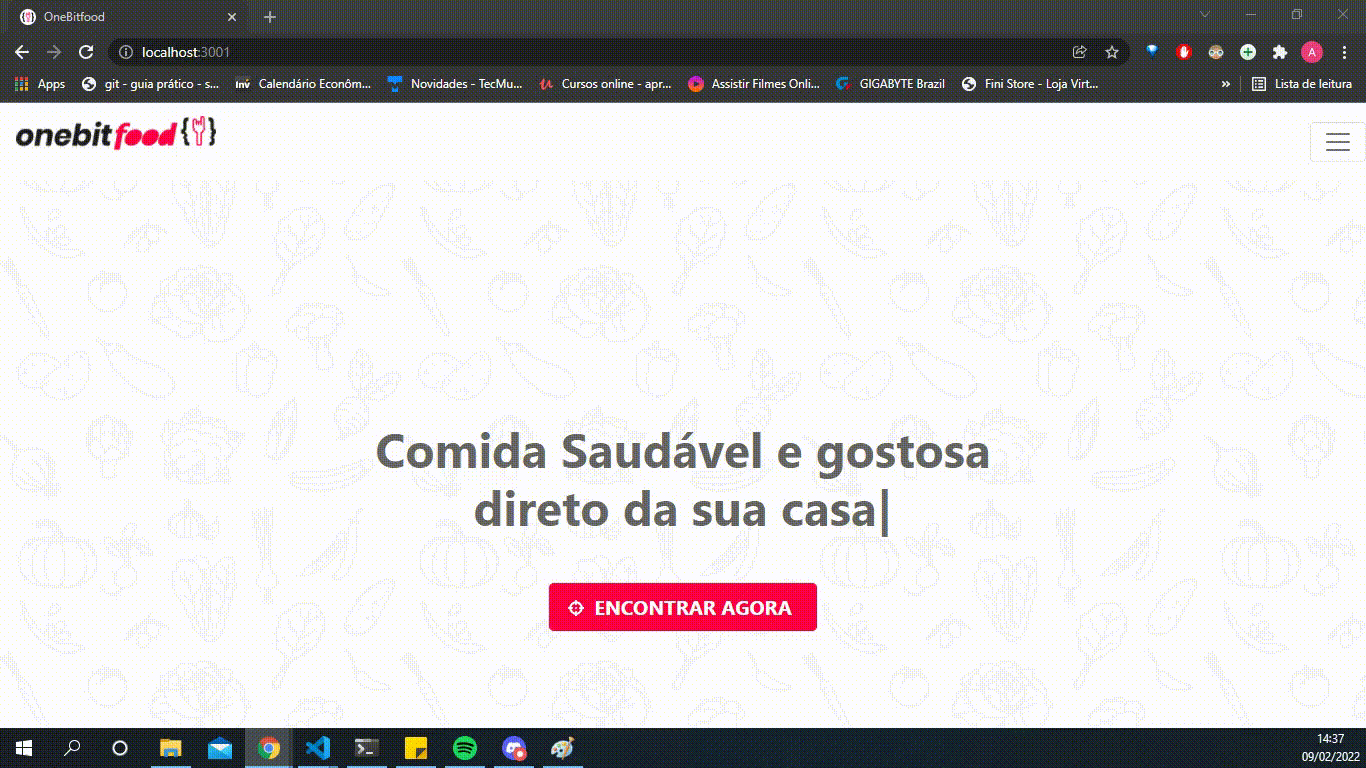 OneBitfood
localhost:3001
A
Apps
git - guia prático - s...
Inv Calendário Econôm...
Novidades - TecMu...
Cursos online - apr...
Assistir Filmes Onli...
GIGABYTE Brazil
Fini Store - Loja Virt...
»
Lista de leitura
onebitfood{}
Comida Saudável e gostosa
direto da sua casa|
ENCONTRAR AGORA
14:37
09/02/2022